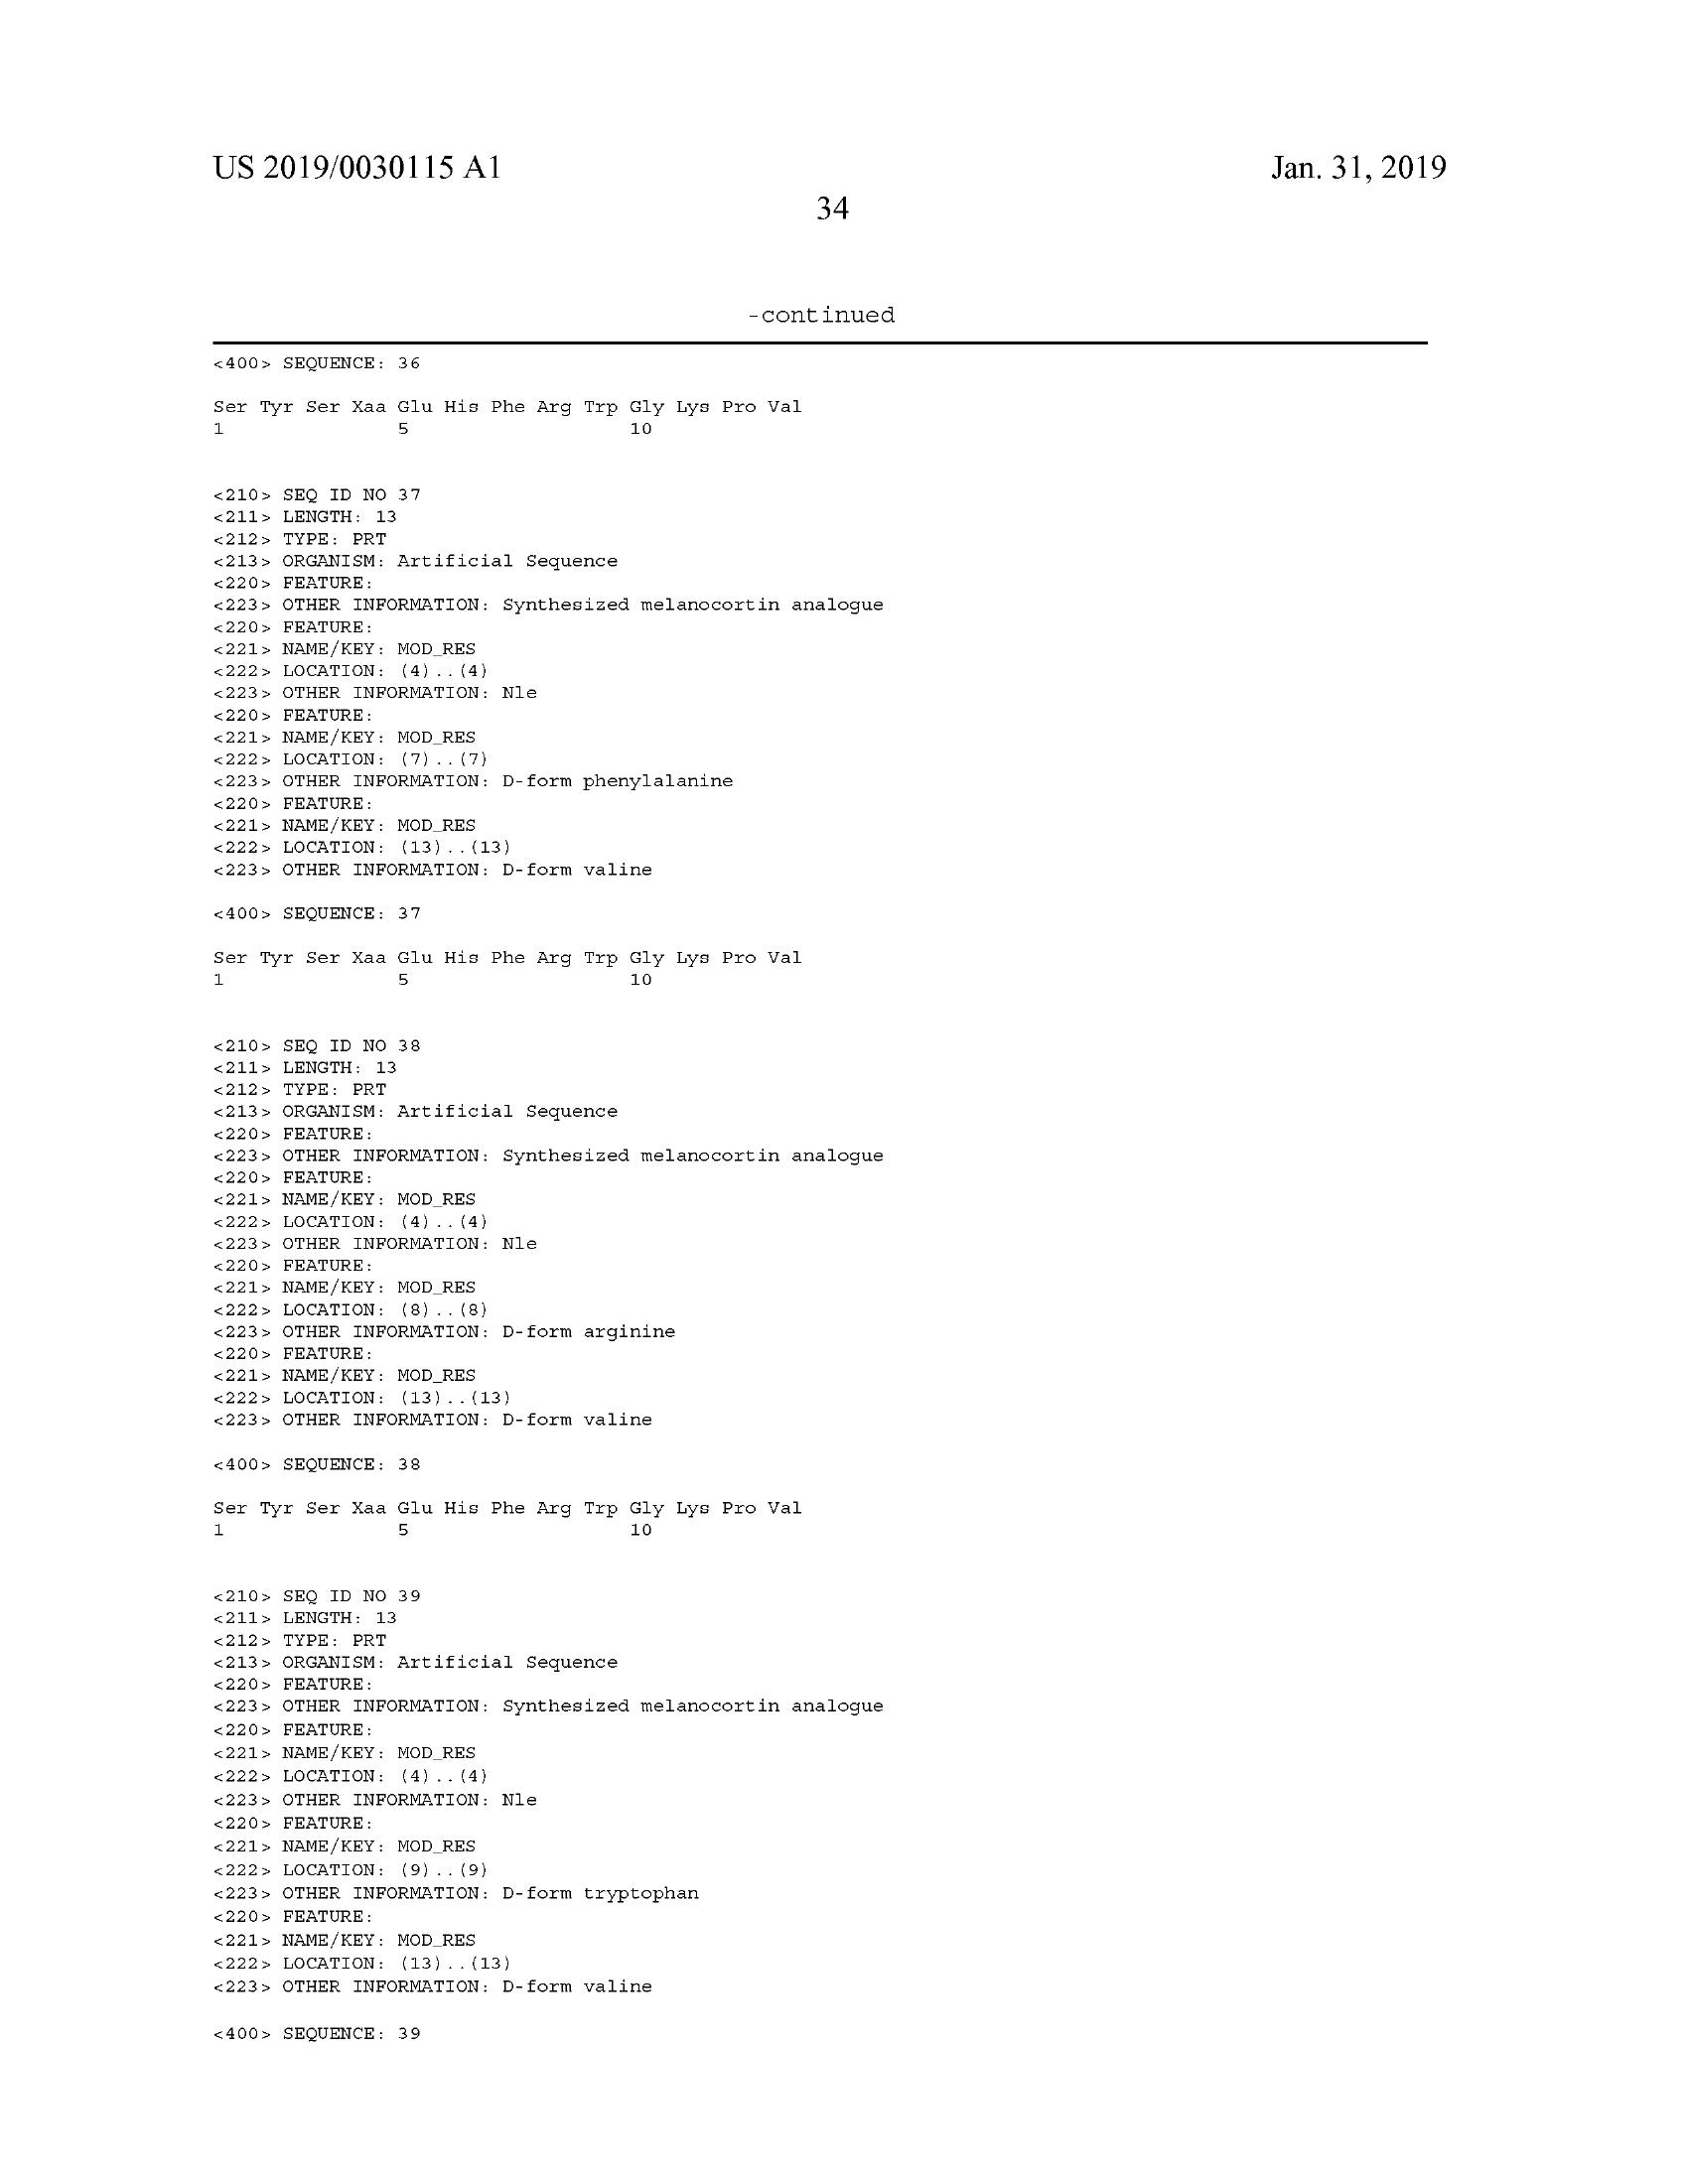 US 2019/0030115 A1 Jan. 31, 2019
34
-continued
<400> SEQUENCE: 36
Ser Tyr Ser Xaa Glu His Phe Arg Trp Gly Lys Pro Val
1 5 10
<210> SEQ ID NO 37
<211> LENGTH: 13
<212> TYPE: PRT
<213> ORGANISM: Artificial Sequence
<220> FEATURE:
<223> OTHER INFORMATION: Synthesized melanocortin analogue
<220> FEATURE:
<221> NAME/KEY: MOD_RES
<222> LOCATION: (4)..(4)
<223> OTHER INFORMATION: Nle
<220> FEATURE:
<221> NAME/KEY: MOD_RES
<222> LOCATION: (7)..(7)
<223> OTHER INFORMATION: D-form phenylalanine
<220> FEATURE:
<221> NAME/KEY: MOD_RES
<222> LOCATION: (13)..(13)
<223> OTHER INFORMATION: D-form valine
<400> SEQUENCE: 37
Ser Tyr Ser Xaa Glu His Phe Arg Trp Gly Lys Pro Val
1 5 10
<210> SEQ ID NO 38
<211> LENGTH: 13
<212> TYPE: PRT
<213> ORGANISM: Artificial Sequence
<220> FEATURE:
<223> OTHER INFORMATION: Synthesized melanocortin analogue
<220> FEATURE:
<221> NAME/KEY: MOD_RES
<222> LOCATION: (4)..(4)
<223> OTHER INFORMATION: Nle
<220> FEATURE:
<221> NAME/KEY: MOD_RES
<222> LOCATION: (8)..(8)
<223> OTHER INFORMATION: D-form arginine
<220> FEATURE:
<221> NAME/KEY: MOD_RES
<222> LOCATION: (13)..(13)
<223> OTHER INFORMATION: D-form valine
<400> SEQUENCE: 38
Ser Tyr Ser Xaa Glu His Phe Arg Trp Gly Lys Pro Val
1 5 10
<210> SEQ ID NO 39
<211> LENGTH: 13
<212> TYPE: PRT
<213> ORGANISM: Artificial Sequence
<220> FEATURE:
<223> OTHER INFORMATION: Synthesized melanocortin analogue
<220> FEATURE:
<221> NAME/KEY: MOD_RES
<222> LOCATION: (4)..(4)
<223> OTHER INFORMATION: Nle
<220> FEATURE:
<221> NAME/KEY: MOD_RES
<222> LOCATION: (9)..(9)
<223> OTHER INFORMATION: D-form tryptophan
<220> FEATURE:
<221> NAME/KEY: MOD_RES
<222> LOCATION: (13)..(13)
<223> OTHER INFORMATION: D-form valine
<400> SEQUENCE: 39